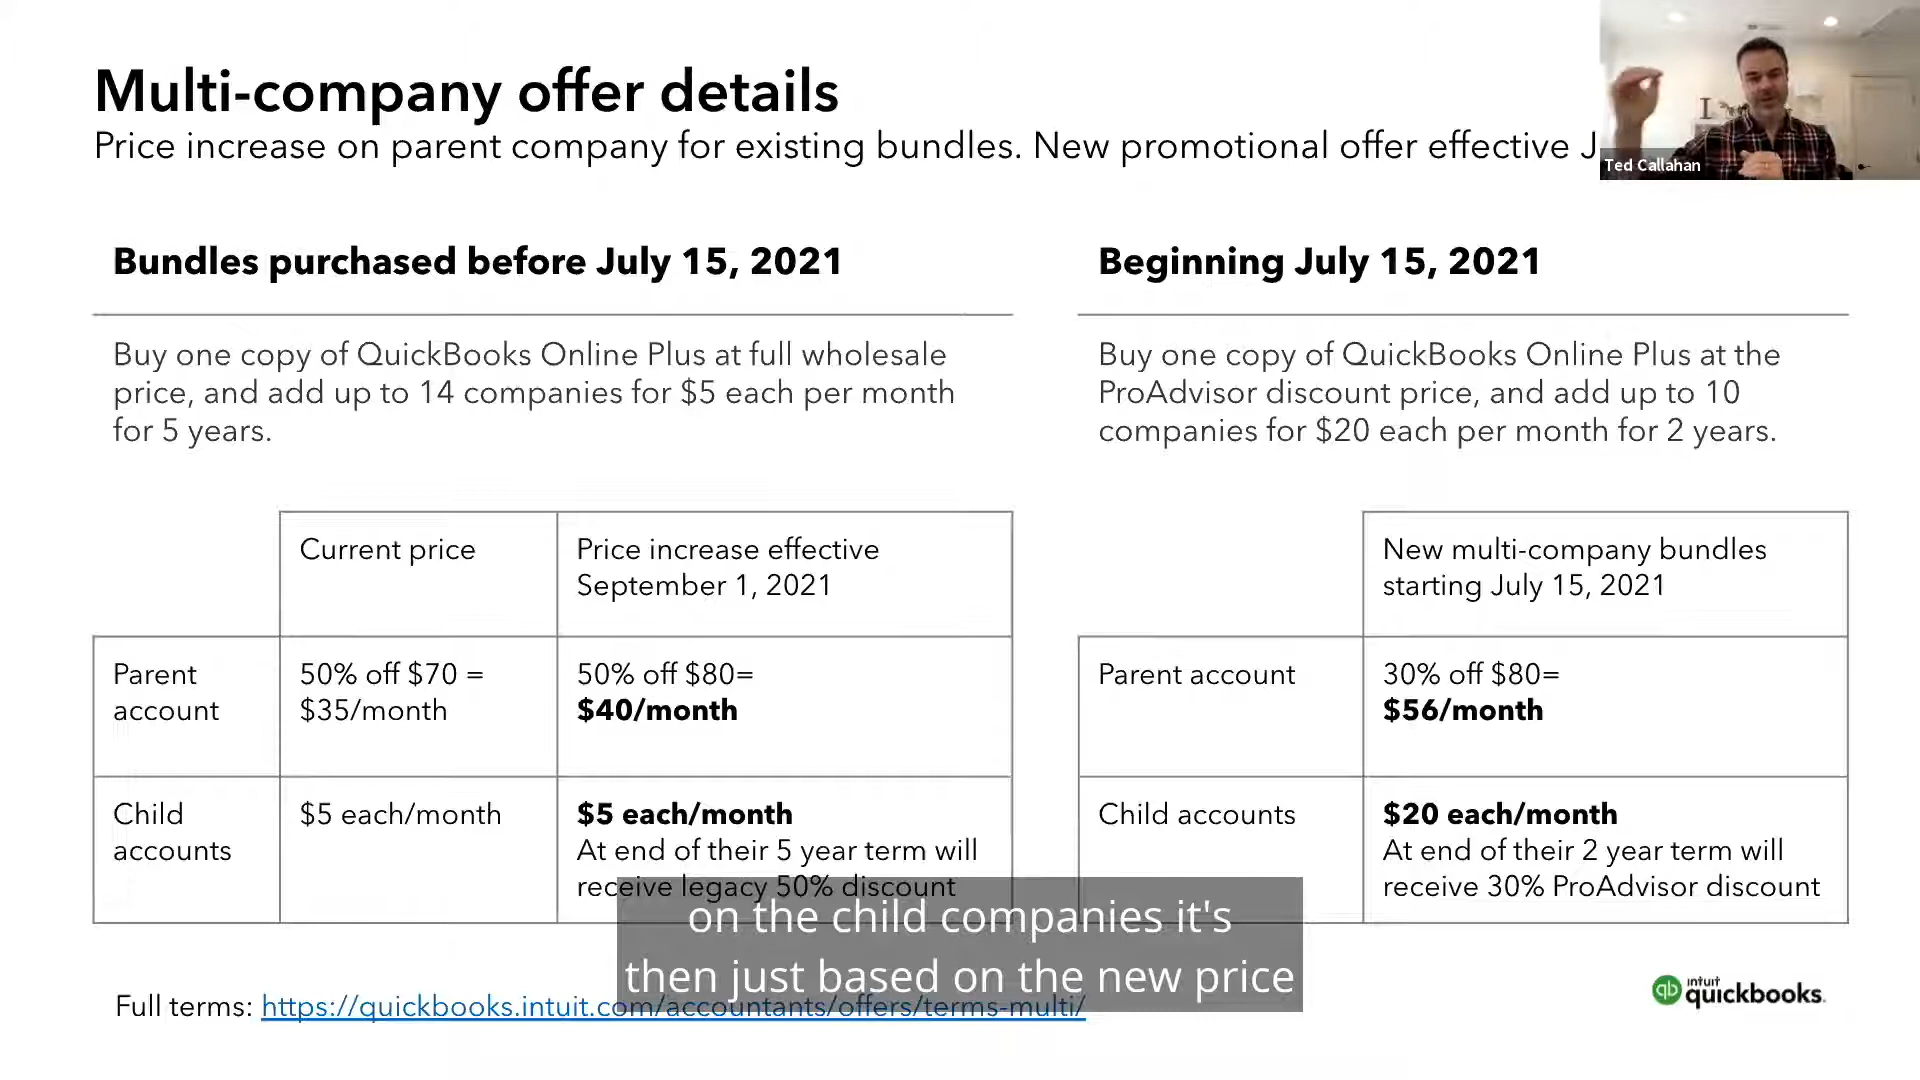 Multi-company offer details
Price increase on parent company for existing bundles. New promotional offer effective J
Ted Callahan
Bundles purchased before July 15, 2021
Buy one copy of QuickBooks Online Plus at full wholesale
price, and add up to 14 companies for $5 each per month
for 5 years.
Current price
Price increase effective
September 1, 2021
Parent
account
50% off $70 =
$35/month
50% off $80=
$40/month
Child
accounts
$5 each/month
$5 each/month
At end of their 5 year term will
receive legacy 50% discount
Beginning July 15, 2021
Buy one copy of QuickBooks Online Plus at the
ProAdvisor discount price, and add up to 10
companies for $20 each per month for 2 years.
New multi-company bundles
starting July 15, 2021
Parent account
30% off $80=
$56/month
Child accounts
$20 each/month
At end of their 2 year term will
receive 30% ProAdvisor discount
on the child companies it's
then just based on the new price
Full terms: https://quickbooks.intuit.com/accountants/offers/terms-multi/
qb
intuit
quickbooks.